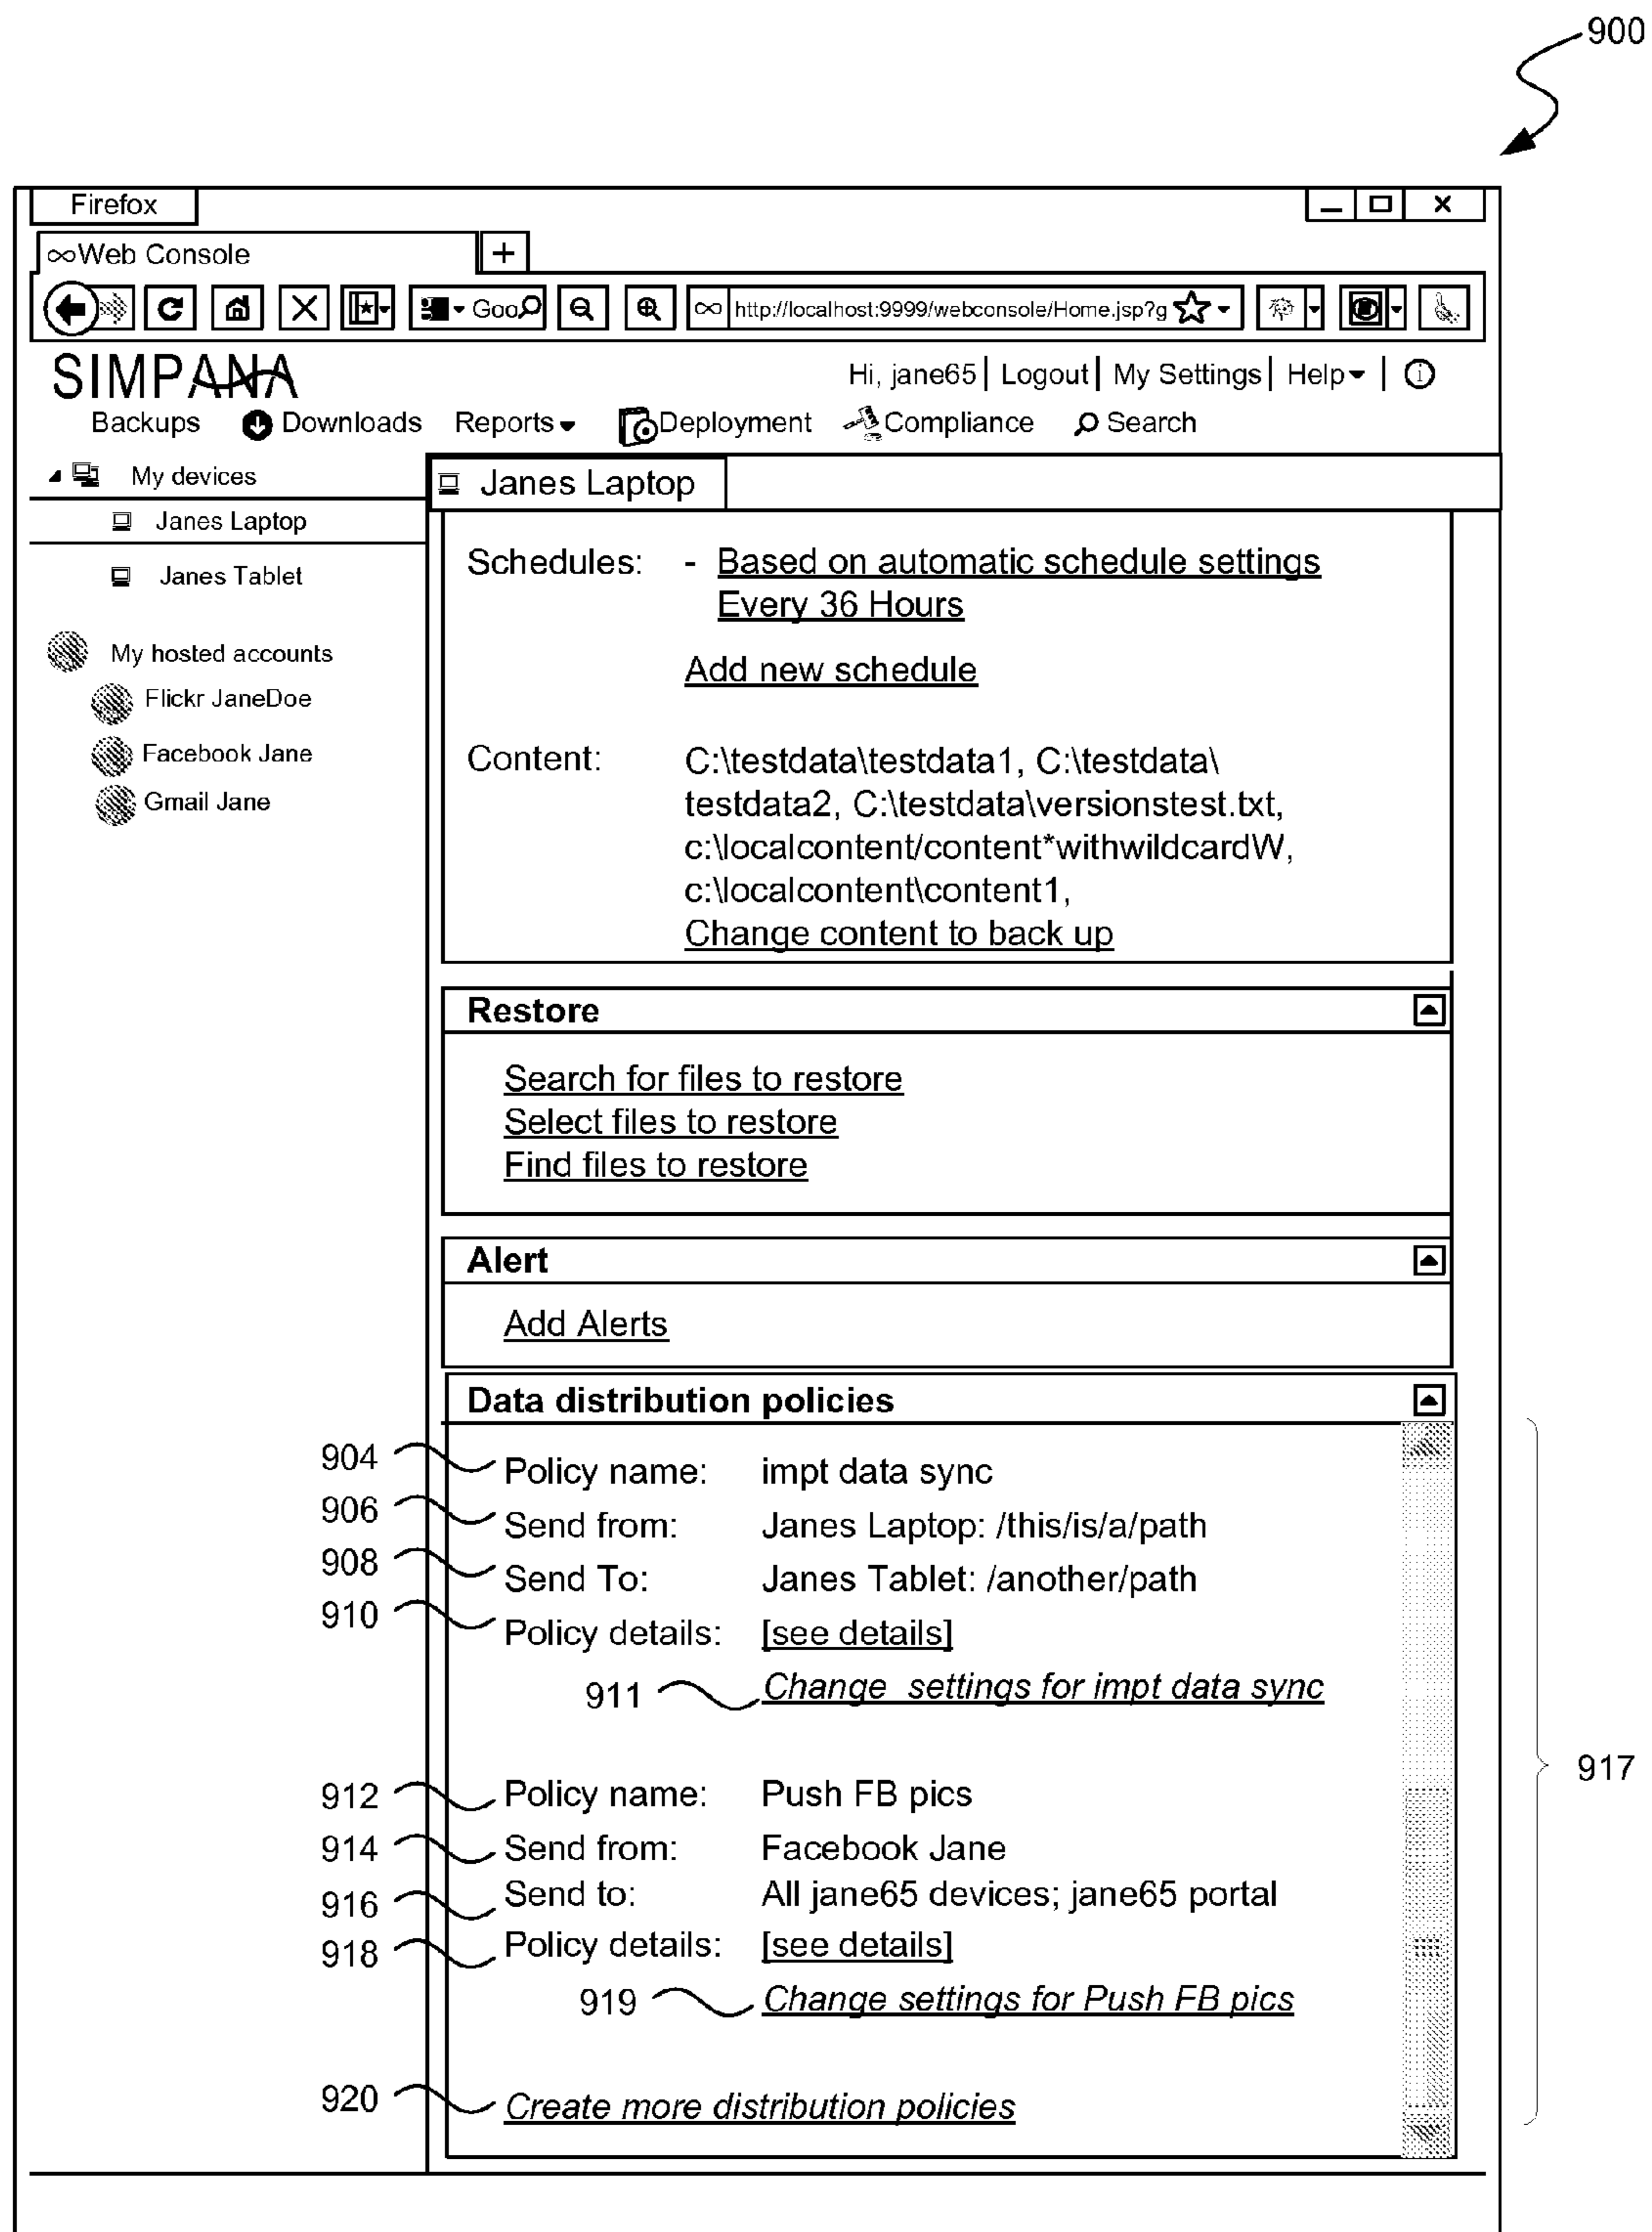 900
Firefox
∞Web Console
+
Goo
∞ http://localhost:9999/webconsole/Home.jsp?g
SIMPANA
Hi, jane65 | Logout | My Settings | Help |
Backups Downloads Reports Deployment Compliance Search
My devices
Janes Laptop
Janes Tablet
My hosted accounts
Flickr JaneDoe
Facebook Jane
Gmail Jane
Janes Laptop
Schedules: - Based on automatic schedule settings
Every 36 Hours
Add new schedule
Content: C:\testdata\testdata1, C:\testdata\
testdata2, C:\testdata\versionstest.txt,
c:\localcontent/content*withwildcardW,
c:\localcontent\content1,
Change content to back up
Restore
Search for files to restore
Select files to restore
Find files to restore
Alert
Add Alerts
Data distribution policies
904 Policy name: impt data sync
906 Send from: Janes Laptop: /this/is/a/path
908 Send To: Janes Tablet: /another/path
910 Policy details: [see details]
911 Change settings for impt data sync
917
912 Policy name: Push FB pics
914 Send from: Facebook Jane
916 Send to: All jane65 devices; jane65 portal
918 Policy details: [see details]
919 Change settings for Push FB pics
920 Create more distribution policies